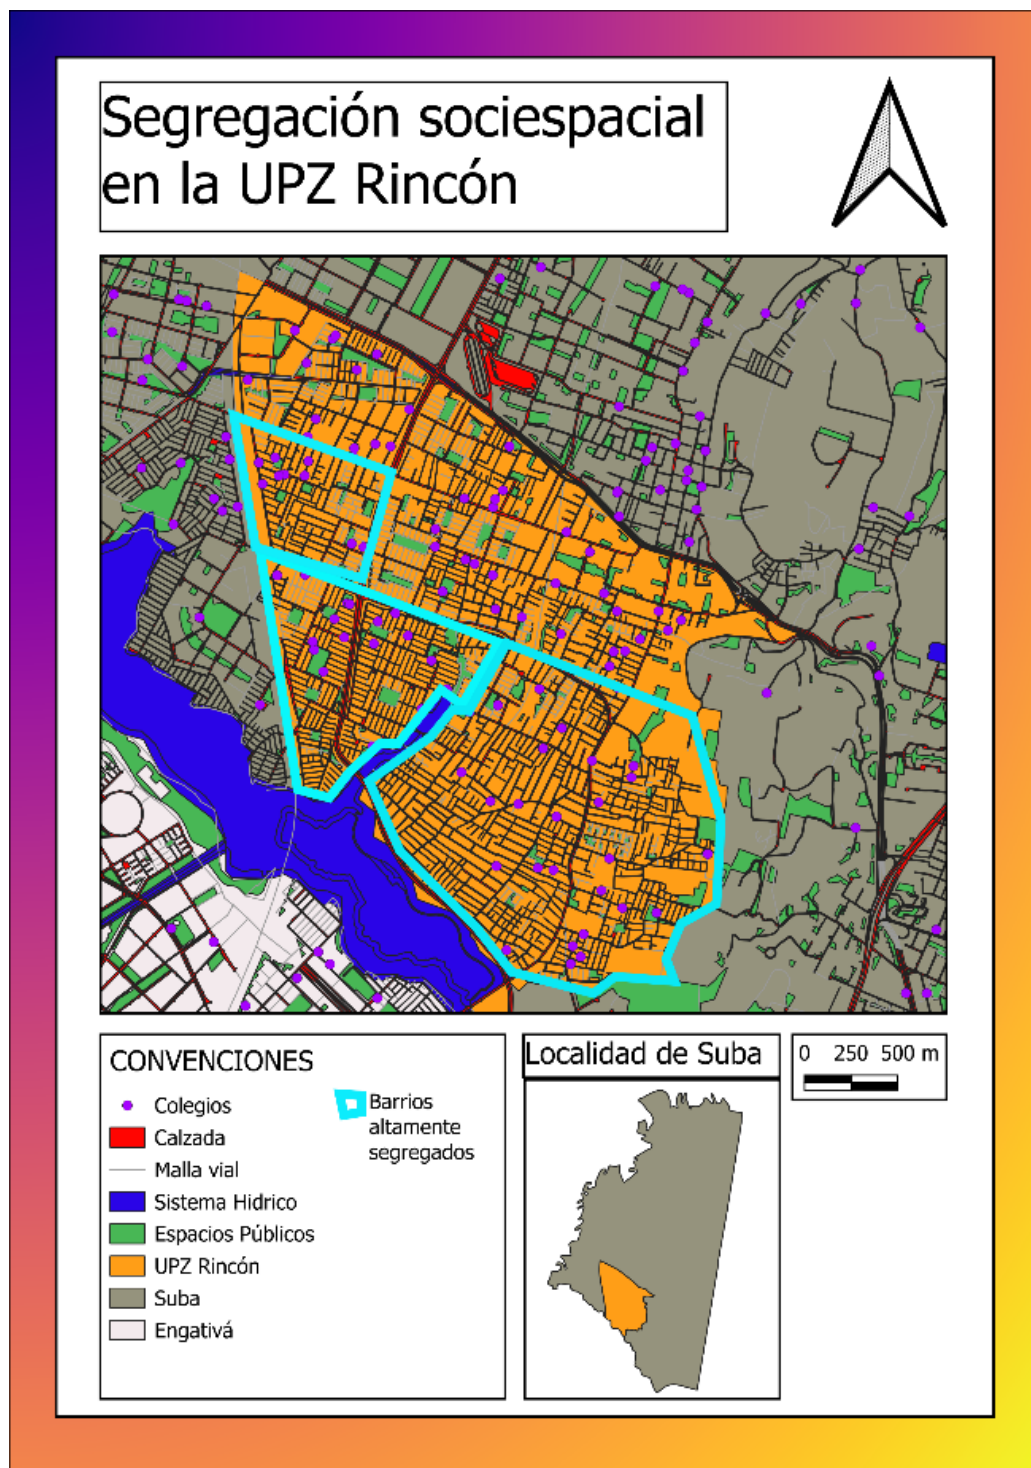 Segregación sociespacial
en la UPZ Rincón
CONVENCIONES
Colegios
Calzada
Malla vial
Sistema Hidrico
Espacios Públicos
UPZ Rincón
Suba
Engativá
Barrios
altamente
segregados
Localidad de Suba
0 250 500 m